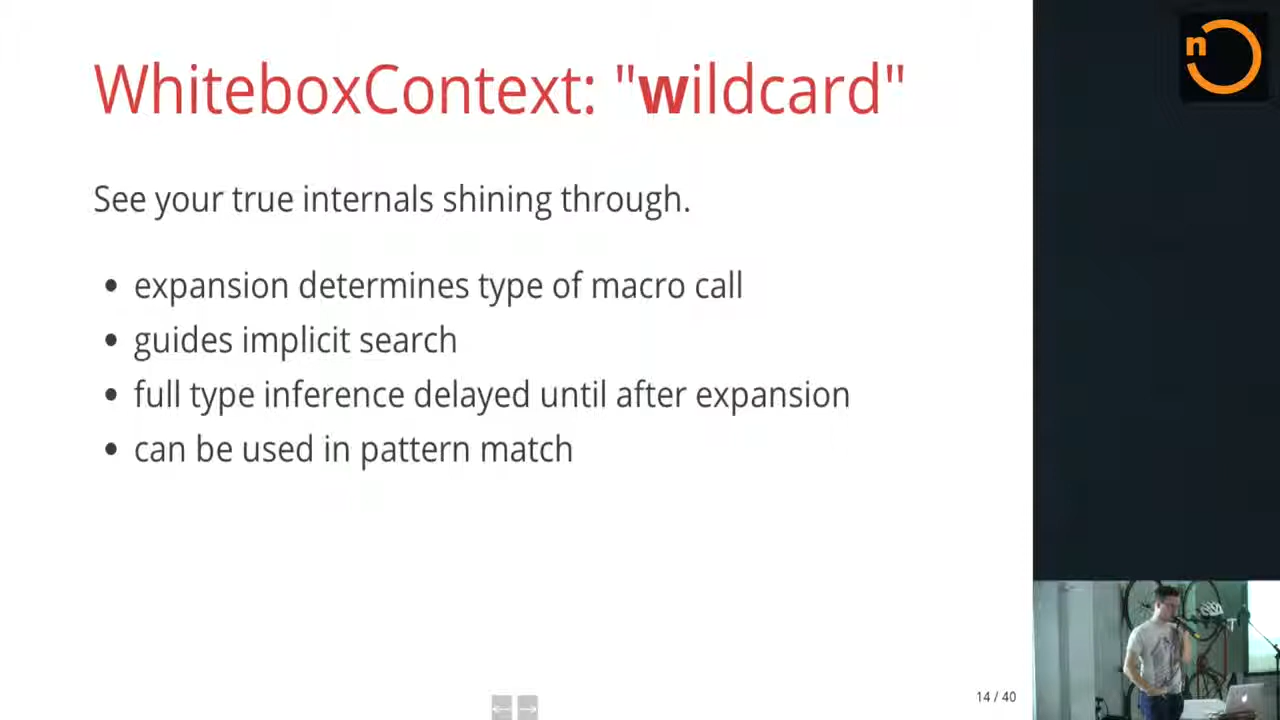 WhiteboxContext: "wildcard"
See your true internals shining through.
• expansion determines type of macro call
• guides implicit search
• full type inference delayed until after expansion
• can be used in pattern match
14 / 40
n